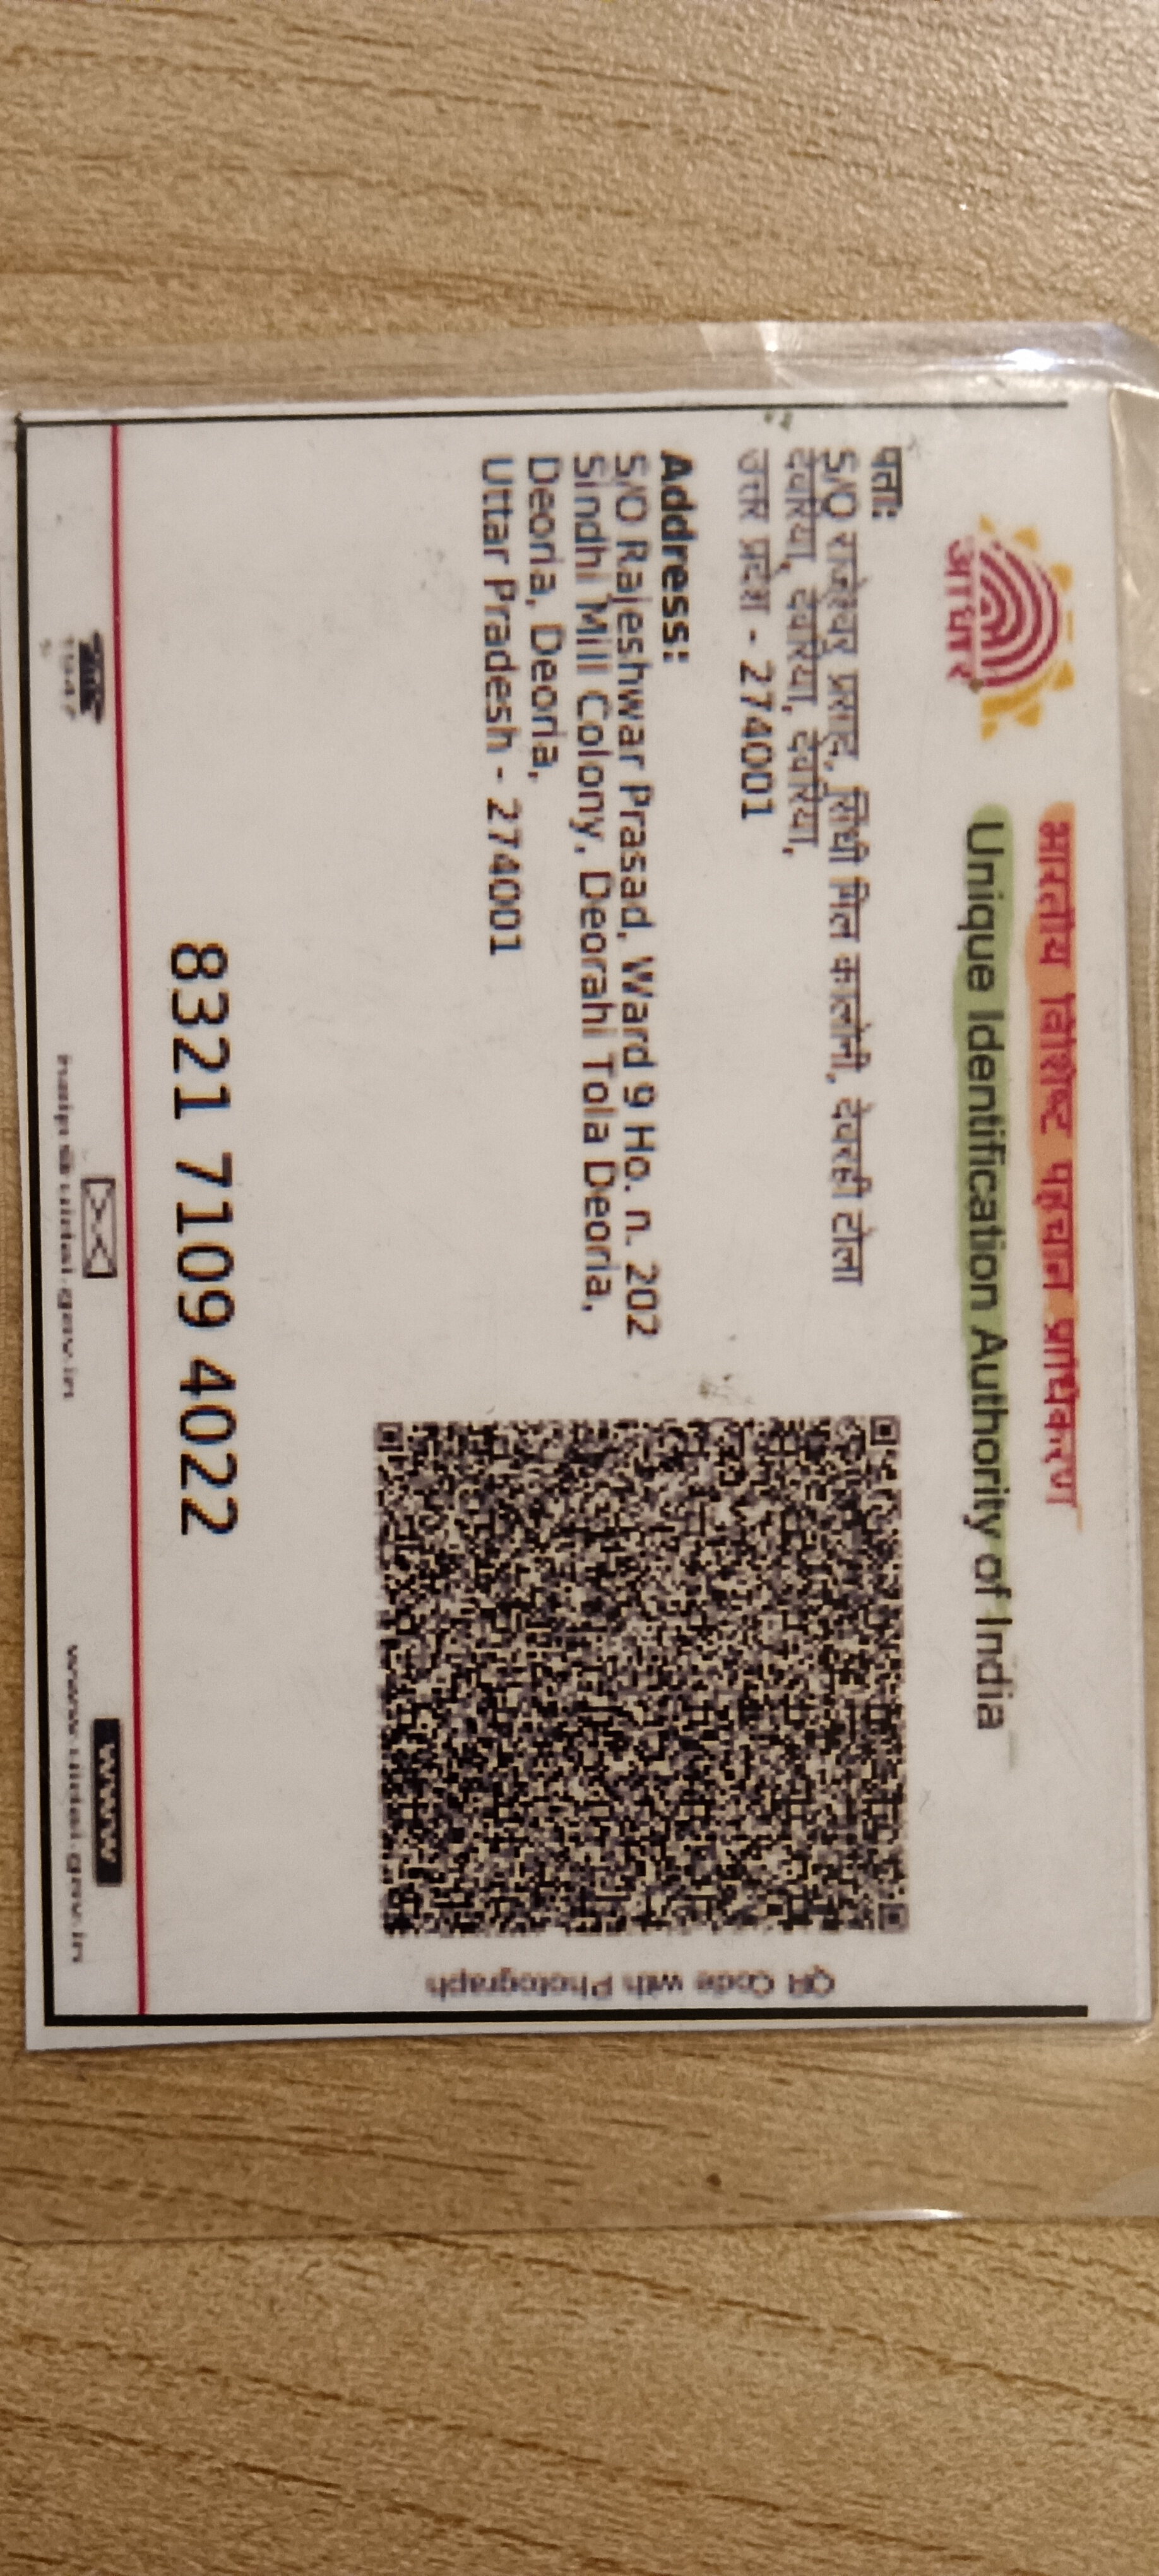 आधार
भारतीय विशिष्ट पहचान प्राधिकरण
Unique Identification Authority of India
पता:
S/O राजेश्वर प्रसाद, सिंधी मिल कालोनी, देवरही टोला
देवरिया, देवरिया, देवरिया,
उत्तर प्रदेश - 274001
Address:
S/O Rajeshwar Prasad, Ward 9 Ho. n. 202
Sindhi Mill Colony, Deorahi Tola Deoria,
Deoria, Deoria,
Uttar Pradesh - 274001
QR Code with Photograph
8321 7109 4022
1947
help@uidai.gov.in
www
www.uidai.gov.in